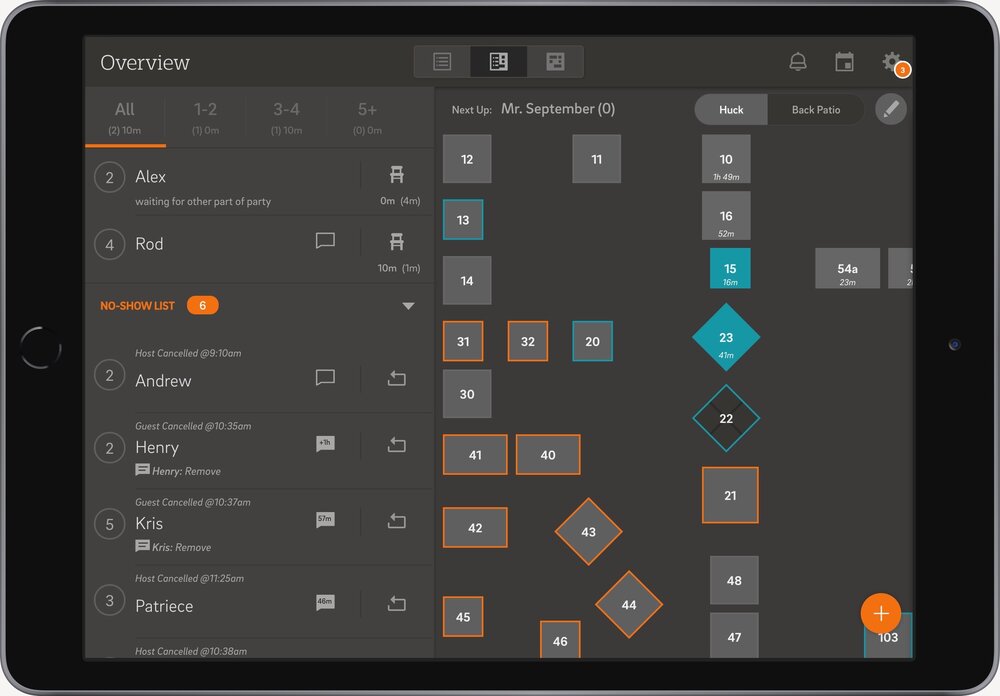 Overview
3
All
(2) 10m
1-2
(1) 0m
3-4
(1) 10m
5+
(0) 0m
Next Up: Mr. September (0)
Huck
Back Patio
2
Alex
waiting for other part of party
0m (4m)
4
Rod
10m (1m)
NO-SHOW LIST
6
Host Cancelled @9:10am
2
Andrew
Guest Cancelled @10:35am
2
Henry
+1h
Henry: Remove
Guest Cancelled @10:37am
5
Kris
57m
Kris: Remove
Host Cancelled @11:25am
3
Patriece
46m
Host Cancelled @10:38am
12
11
10
1h 49m
13
16
52m
14
15
16m
54a
23m
31
32
20
23
41m
30
22
41
40
21
42
43
48
44
45
46
47
+
103